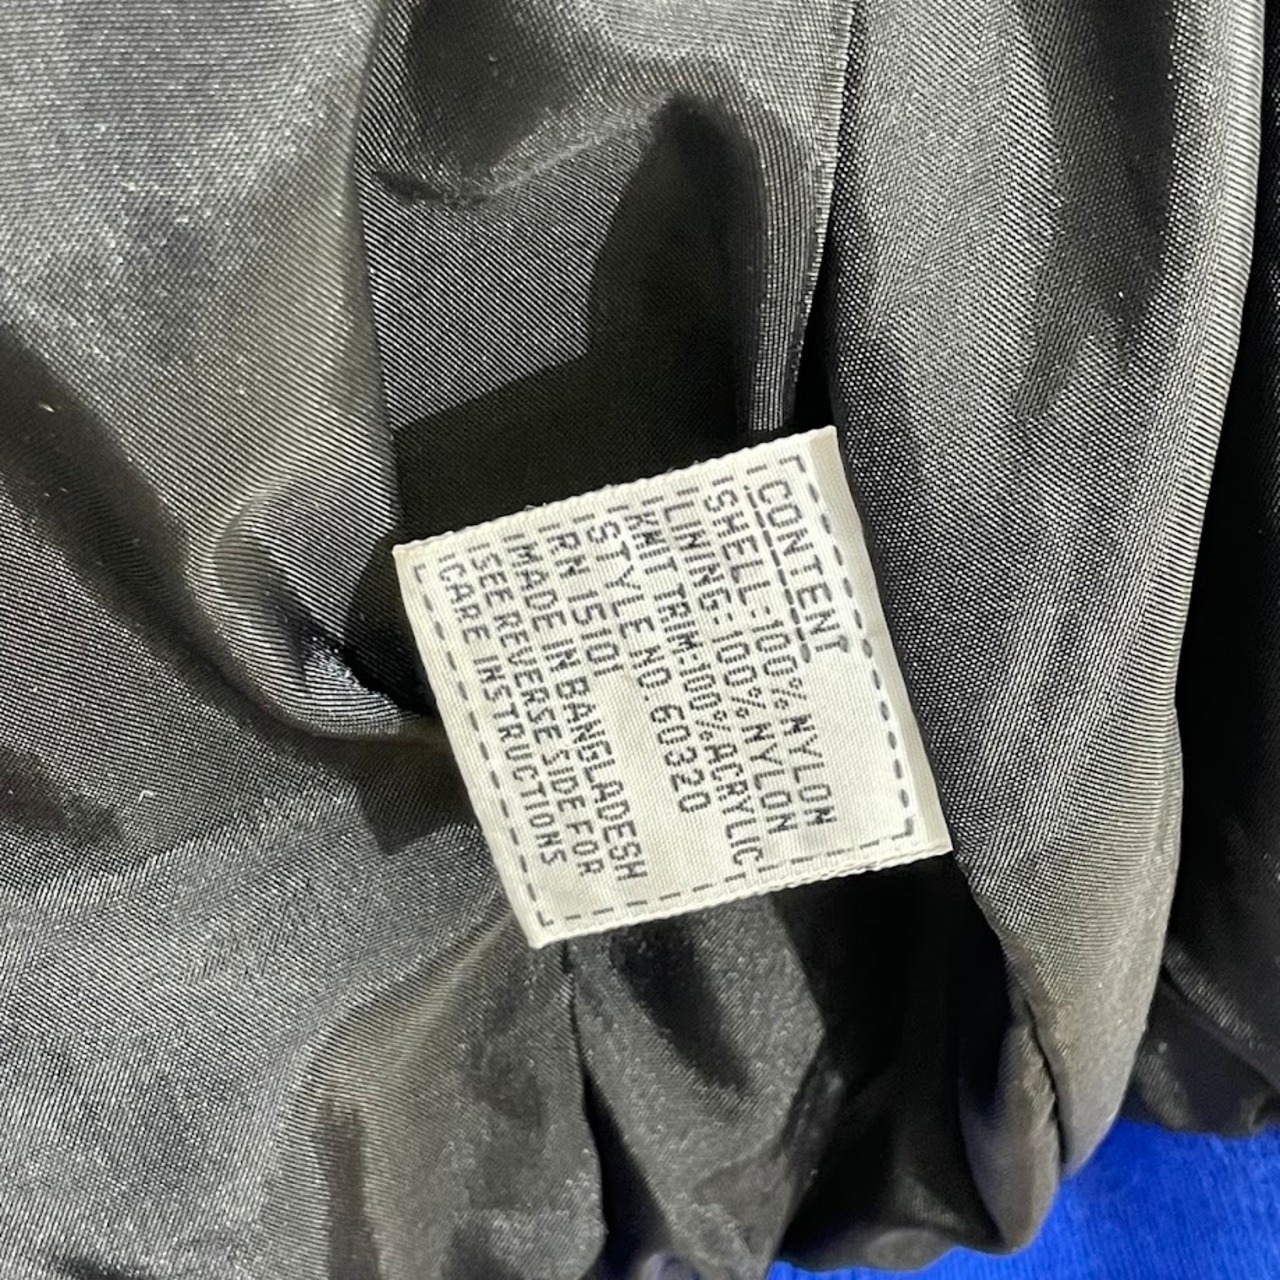 CONTENT
SHELL:100% NYLON
LINING:100% NYLON
KNIT TRIM:100% ACRYLIC
STYLE NO 60320
RN 15101
MADE IN BANGLADESH
SEE REVERSE SIDE FOR
CARE INSTRUCTIONS